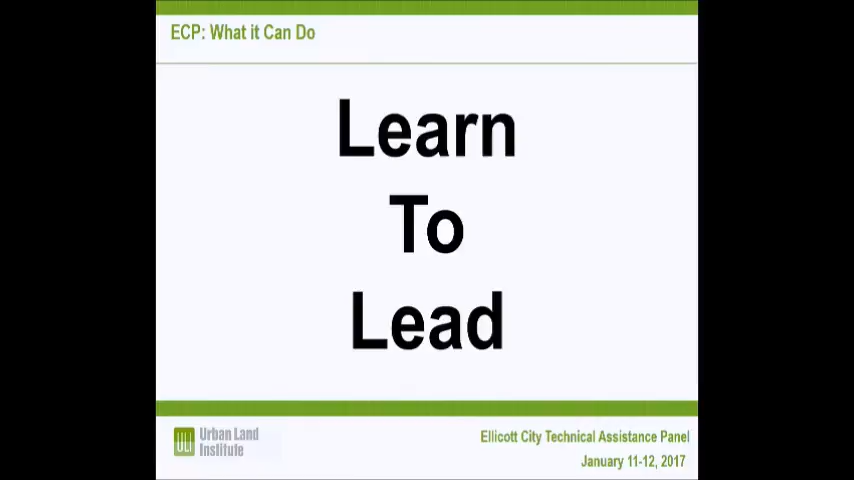 ECP: What it Can Do
Learn
To
Lead
ULI Urban Land
Institute
Ellicott City Technical Assistance Panel
January 11-12, 2017